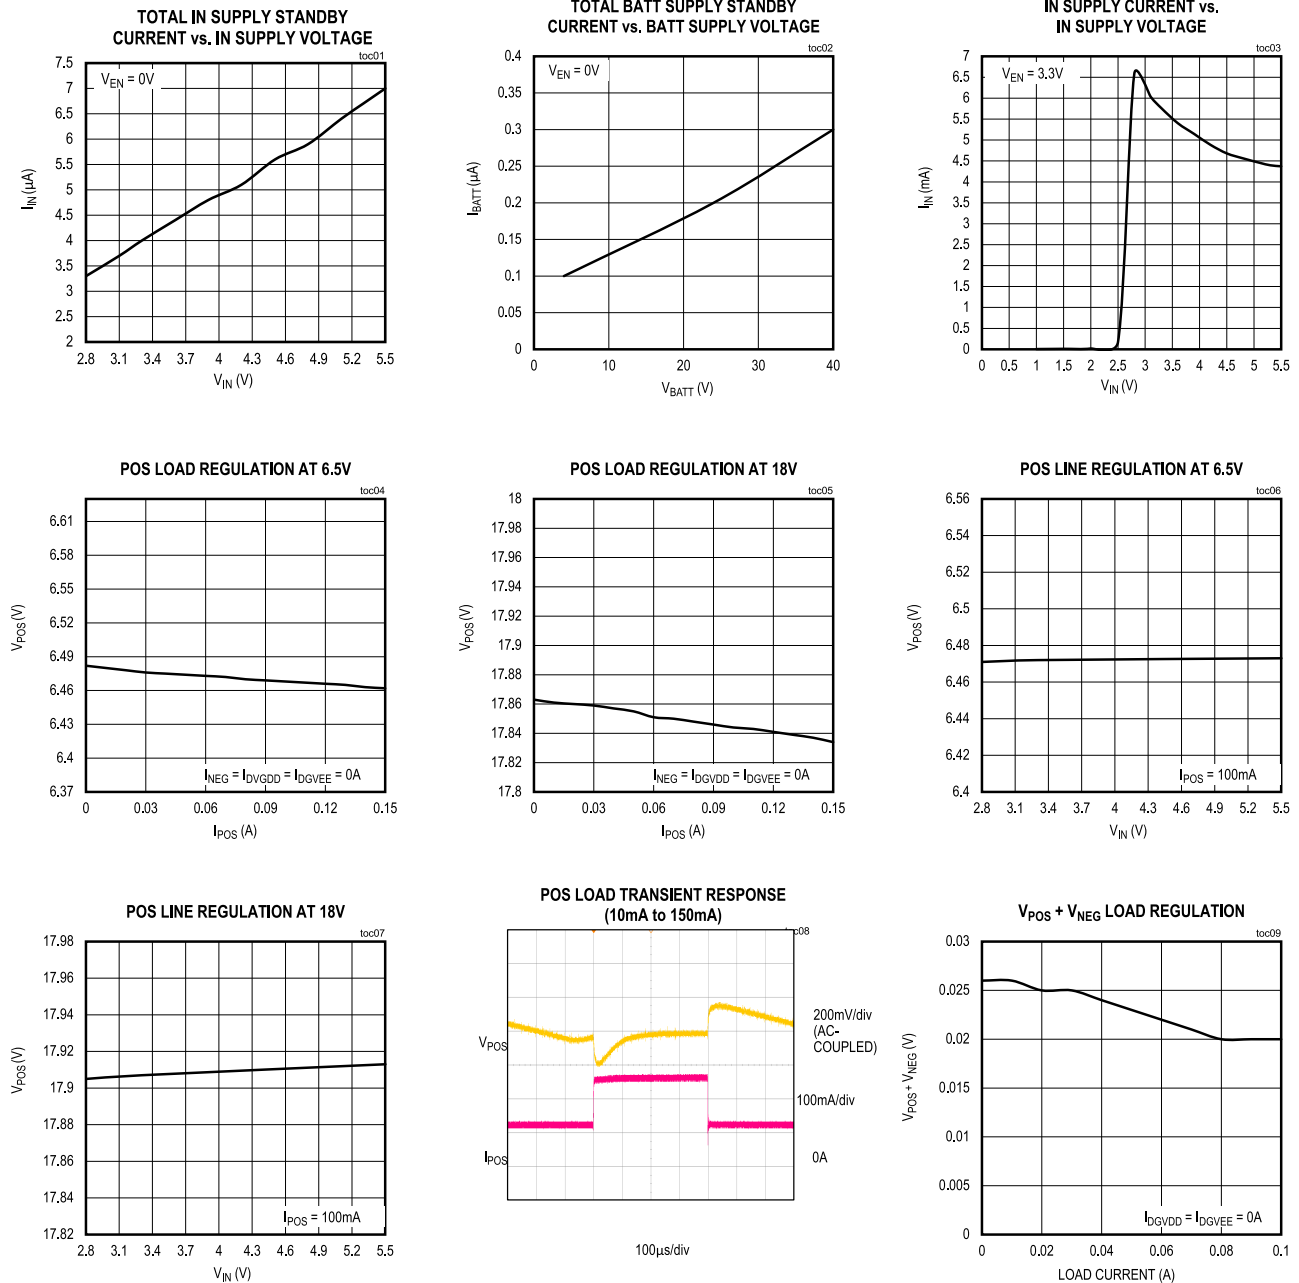 TOTAL IN SUPPLY STANDBY
CURRENT vs. IN SUPPLY VOLTAGE
toc01
VEN = 0V
7.5
7
6.5
6
5.5
5
4.5
4
3.5
3
2.5
2
IIN (µA)
2.8 3.1 3.4 3.7 4 4.3 4.6 4.9 5.2 5.5
VIN (V)
TOTAL BATT SUPPLY STANDBY
CURRENT vs. BATT SUPPLY VOLTAGE
toc02
VEN = 0V
0.4
0.35
0.3
0.25
0.2
0.15
0.1
0.05
0
IBATT (µA)
0 10 20 30 40
VBATT (V)
IN SUPPLY CURRENT vs.
IN SUPPLY VOLTAGE
toc03
VEN = 3.3V
7
6.5
6
5.5
5
4.5
4
3.5
3
2.5
2
1.5
1
0.5
0
IIN (mA)
0 0.5 1 1.5 2 2.5 3 3.5 4 4.5 5 5.5
VIN (V)
POS LOAD REGULATION AT 6.5V
toc04
6.61
6.58
6.55
6.52
6.49
6.46
6.43
6.4
6.37
VPOS (V)
INEG = IDVGDD = IDGVEE = 0A
0 0.03 0.06 0.09 0.12 0.15
IPOS (A)
POS LOAD REGULATION AT 18V
toc05
18
17.98
17.96
17.94
17.92
17.9
17.88
17.86
17.84
17.82
17.8
VPOS (V)
INEG = IDGVDD = IDGVEE = 0A
0 0.03 0.06 0.09 0.12 0.15
IPOS (A)
POS LINE REGULATION AT 6.5V
toc06
6.56
6.54
6.52
6.5
6.48
6.46
6.44
6.42
6.4
VPOS (V)
IPOS = 100mA
2.8 3.1 3.4 3.7 4 4.3 4.6 4.9 5.2 5.5
VIN (V)
POS LINE REGULATION AT 18V
toc07
17.98
17.96
17.94
17.92
17.9
17.88
17.86
17.84
17.82
VPOS (V)
IPOS = 100mA
2.8 3.1 3.4 3.7 4 4.3 4.6 4.9 5.2 5.5
VIN (V)
POS LOAD TRANSIENT RESPONSE
(10mA to 150mA)
toc08
VPOS
200mV/div
(AC-
COUPLED)
100mA/div
IPOS
0A
100µs/div
VPOS + VNEG LOAD REGULATION
toc09
0.03
0.025
0.02
0.015
0.01
0.005
0
VPOS + VNEG (V)
IDGVDD = IDGVEE = 0A
0 0.02 0.04 0.06 0.08 0.1
LOAD CURRENT (A)